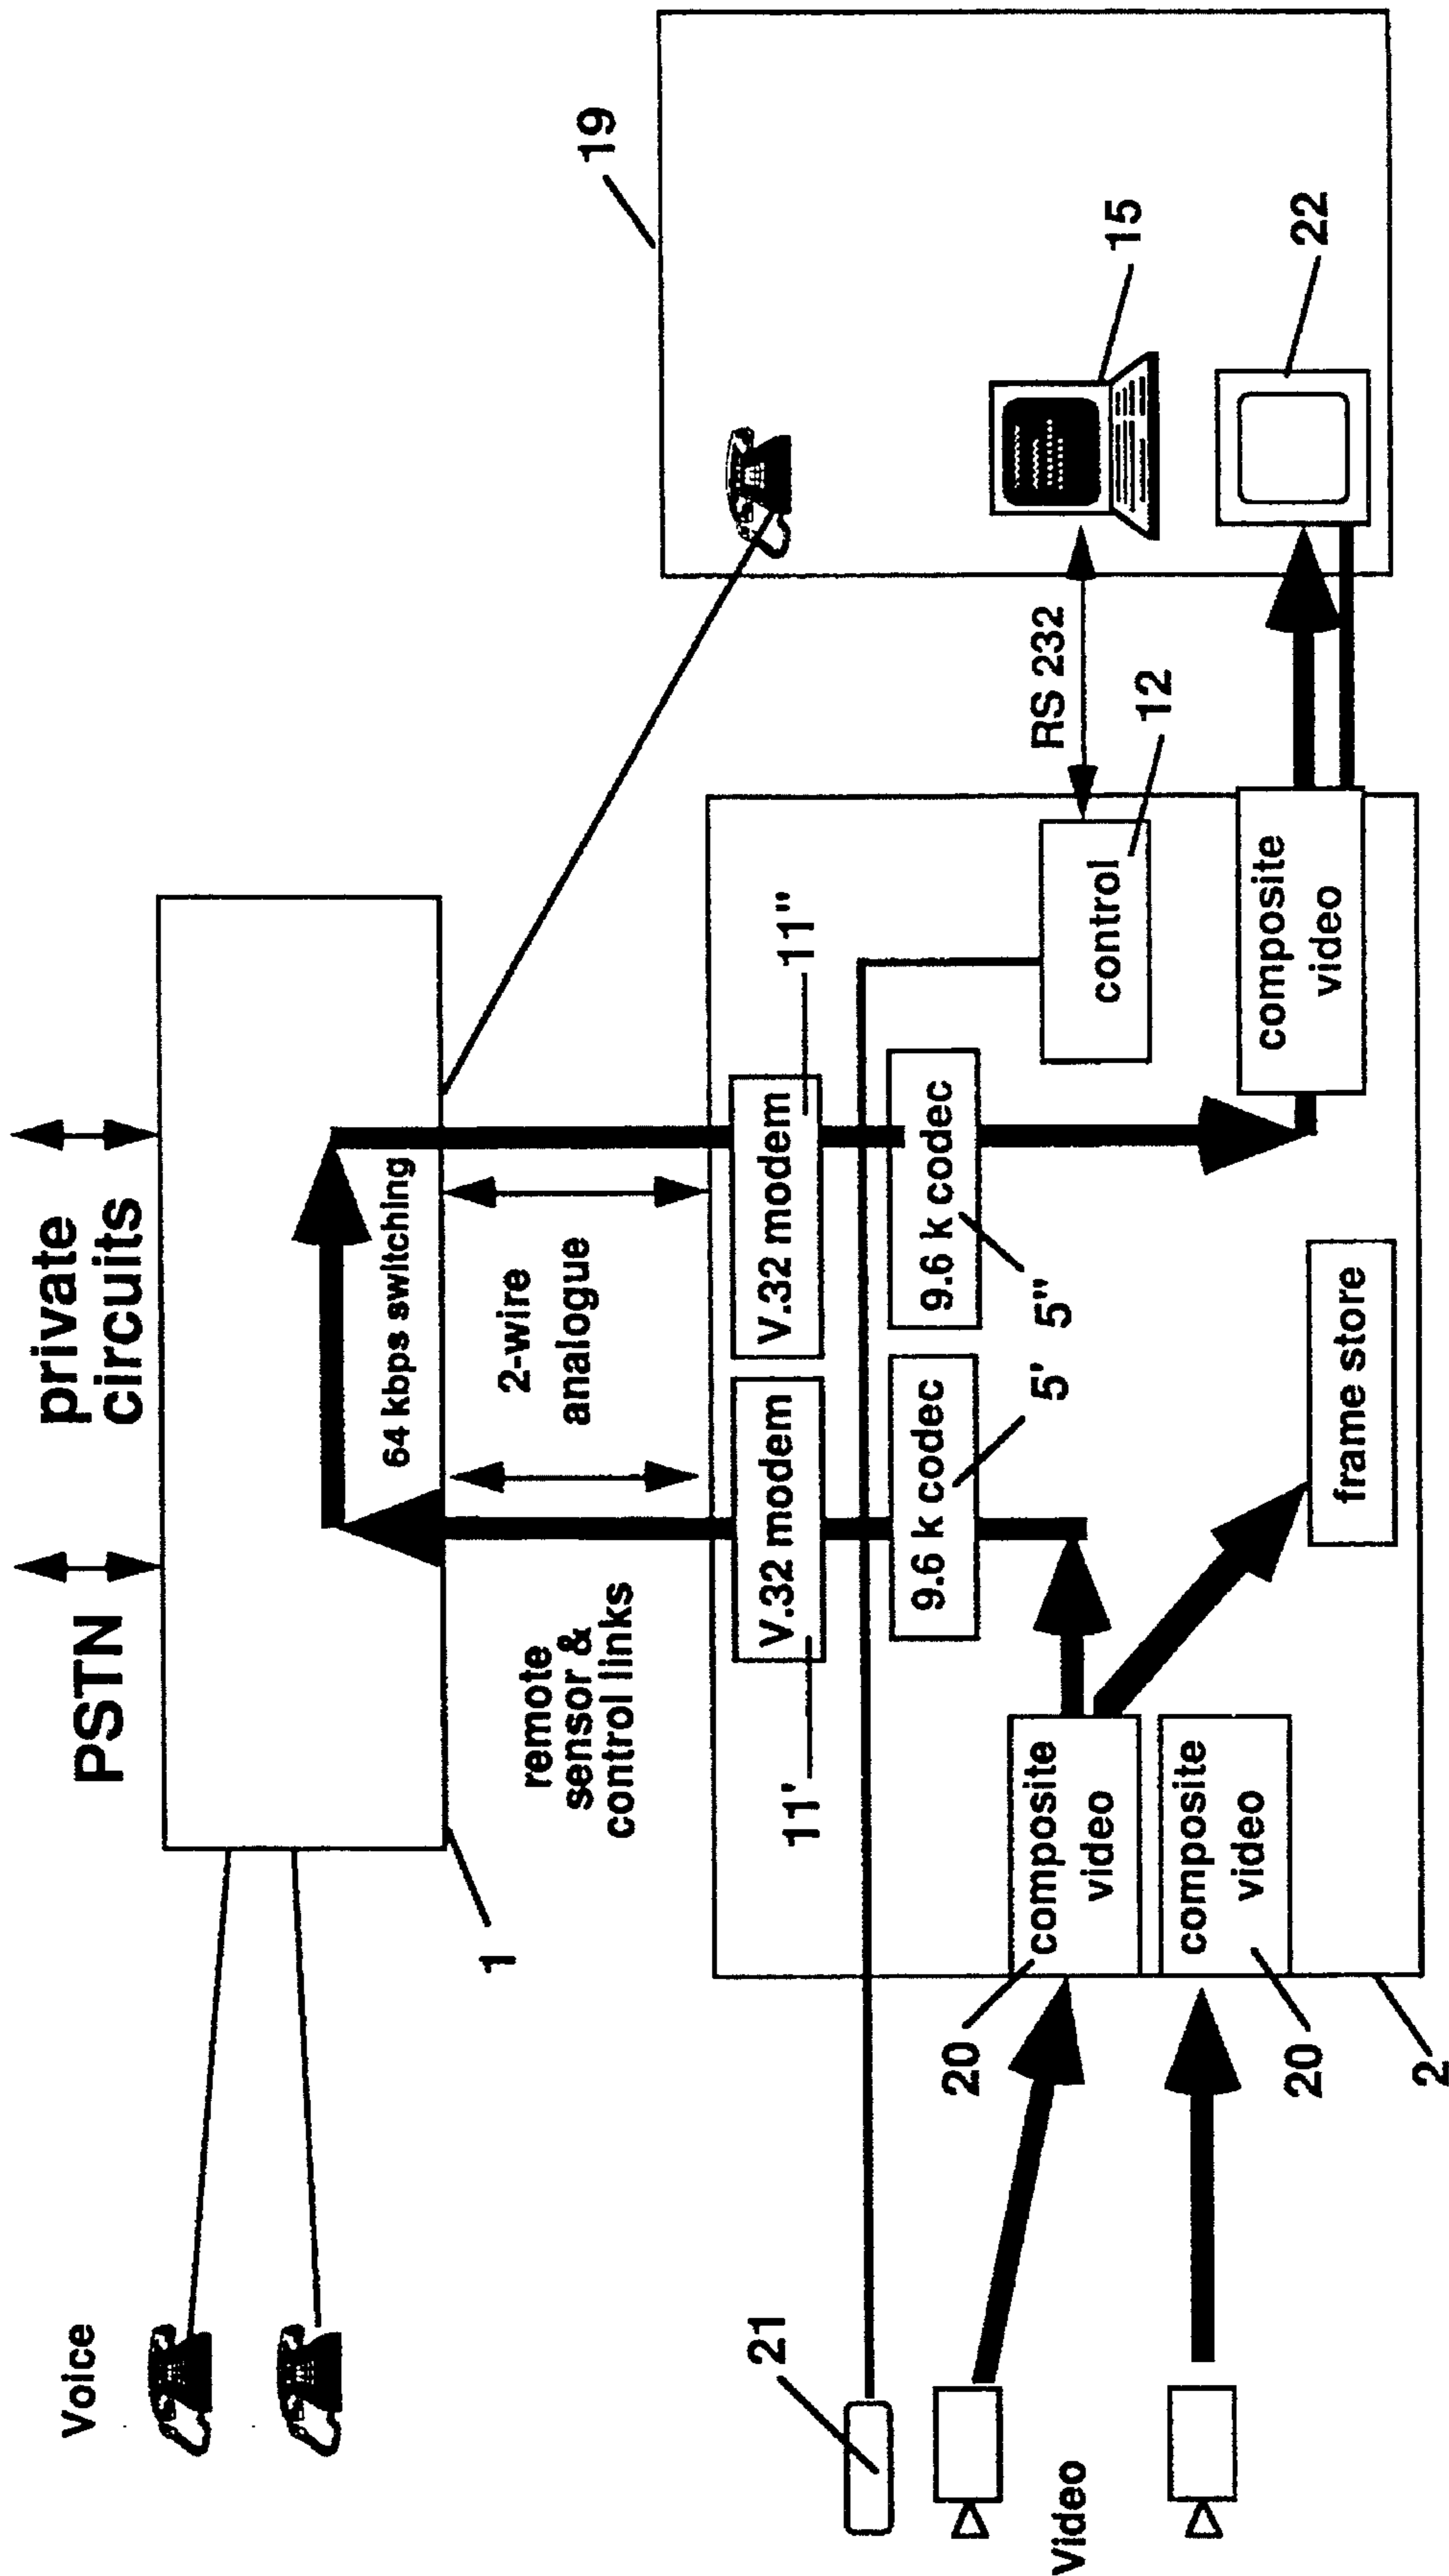 Voice
PSTN
private
circuits
1
64 kbps switching
remote
sensor &
control links
2-wire
analogue
19
11'
11"
V.32 modem
V.32 modem
21
9.6 k codec
9.6 k codec
5'
5"
RS 232
15
control
12
20
composite
video
Video
composite
video
20
frame store
composite
video
22
2